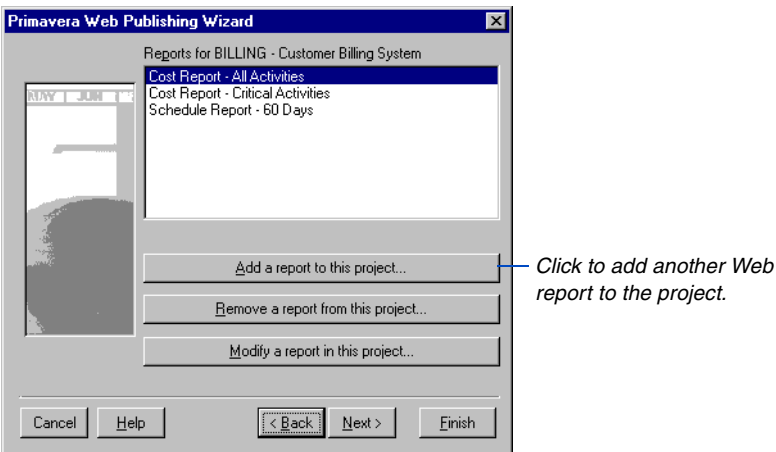 Primavera Web Publishing Wizard
Reports for BILLING - Customer Billing System
Cost Report - All Activities
Cost Report - Critical Activities
Schedule Report - 60 Days
MAY JUN
Add a report to this project...
Click to add another Web
report to the project.
Remove a report from this project...
Modify a report in this project...
Cancel Help < Back Next > Finish